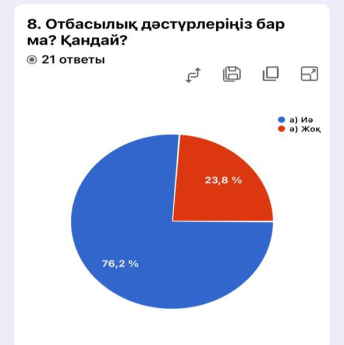 8. Отбасылық дәстүрлеріңіз бар
ма? Қандай?
21 ответы
а) Иә
а) Жоқ
23,8 %
76,2 %